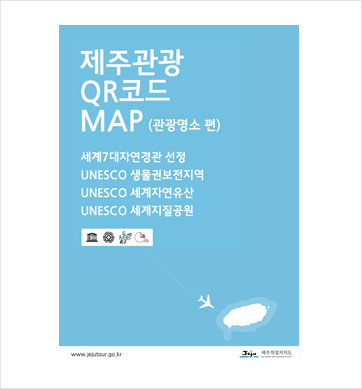 제주관광
QR코드
MAP (관광명소 편)
세계7대자연경관 선정
UNESCO 생물권보전지역
UNESCO 세계자연유산
UNESCO 세계지질공원
www.jejutour.go.kr
Jeju 제주특별자치도